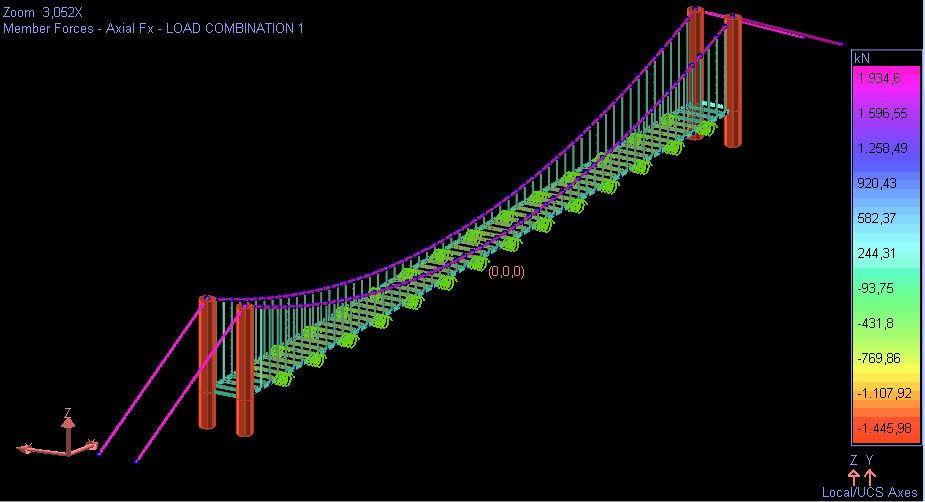 Zoom 3,052X
Member Forces - Axial Fx - LOAD COMBINATION 1
kN
1.934,6
1.596,55
1.258,49
920,43
582,37
244,31
-93,75
-431,8
-769,86
-1.107,92
-1.445,98
(0,0,0)
Z
Z Y
Local/UCS Axes